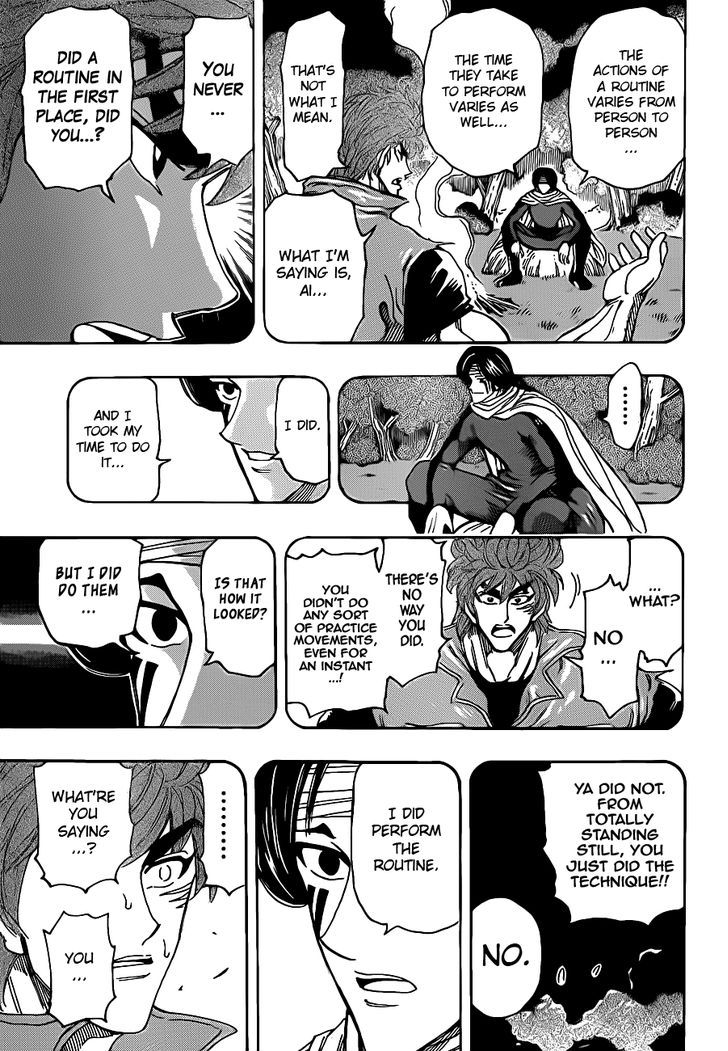 THE
ACTIONS OF
A ROUTINE
VARIES FROM
PERSON TO
PERSON
...
THE TIME
THEY TAKE
TO PERFORM
VARIES AS
WELL...
THAT'S
NOT
WHAT I
MEAN.
WHAT I'M
SAYING IS,
AI...
YOU
NEVER
...
DID A
ROUTINE IN
THE FIRST
PLACE, DID
YOU...?
......
I DID.
AND I
TOOK MY
TIME TO DO
IT...
...
WHAT?
NO
...
THERE'S
NO
WAY
YOU
DID.
YOU
DIDN'T DO
ANY SORT
OF PRACTICE
MOVEMENTS,
EVEN FOR
AN INSTANT
...!
IS THAT
HOW IT
LOOKED?
BUT I DID
DO THEM
...
YA DID NOT.
FROM
TOTALLY
STANDING
STILL, YOU
JUST DID THE
TECHNIQUE!!
NO.
I DID
PERFORM
THE
ROUTINE.
........
WHAT'RE
YOU
SAYING
...?
YOU
...